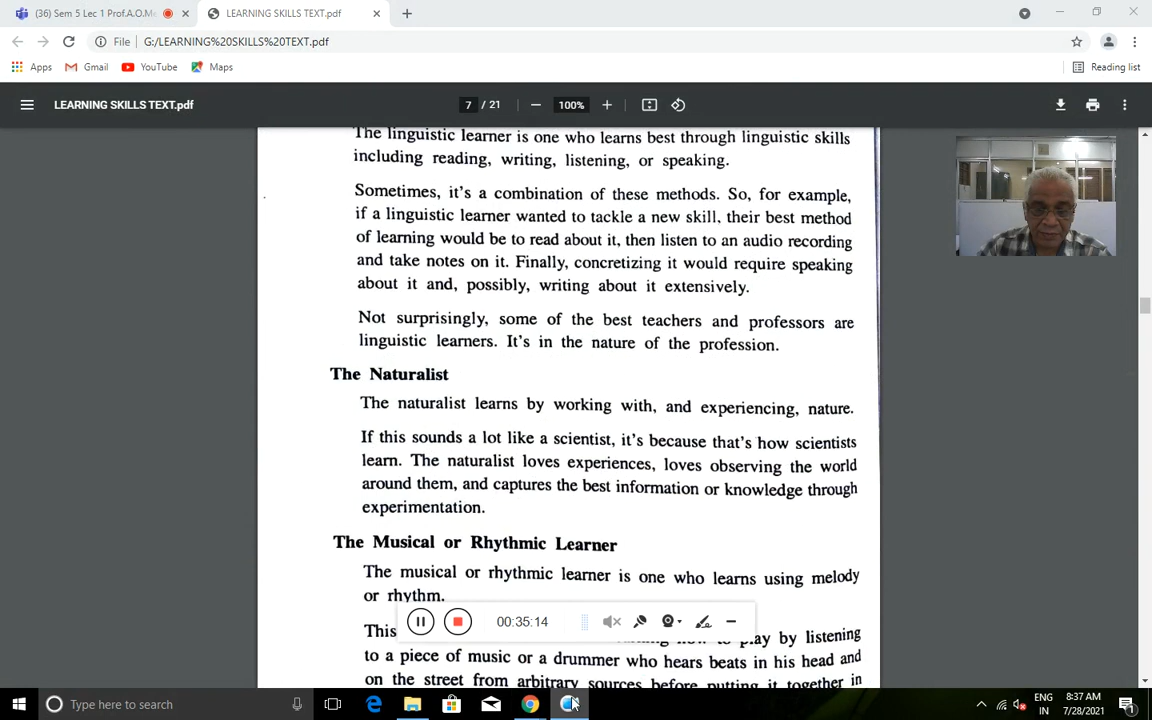 (36) Sem 5 Lec 1 Prof.A.O.Me
LEARNING SKILLS TEXT.pdf
File G:/LEARNING%20SKILLS%20TEXT.pdf
Apps Gmail YouTube Maps Reading list
LEARNING SKILLS TEXT.pdf 7 / 21 100%
The linguistic learner is one who learns best through linguistic skills
including reading, writing, listening, or speaking.
Sometimes, it's a combination of these methods. So, for example,
if a linguistic learner wanted to tackle a new skill, their best method
of learning would be to read about it, then listen to an audio recording
and take notes on it. Finally, concretizing it would require speaking
about it and, possibly, writing about it extensively.
Not surprisingly, some of the best teachers and professors are
linguistic learners. It's in the nature of the profession.
The Naturalist
The naturalist learns by working with, and experiencing, nature.
If this sounds a lot like a scientist, it's because that's how scientists
learn. The naturalist loves experiences, loves observing the world
around them, and captures the best information or knowledge through
experimentation.
The Musical or Rhythmic Learner
The musical or rhythmic learner is one who learns using melody
or rhythm.
00:35:14
This how to play by listening
to a piece of music or a drummer who hears beats in his head and
on the street from arbitrary sources before putting it together in
Type here to search
ENG
IN
8:37 AM
7/28/2021
1